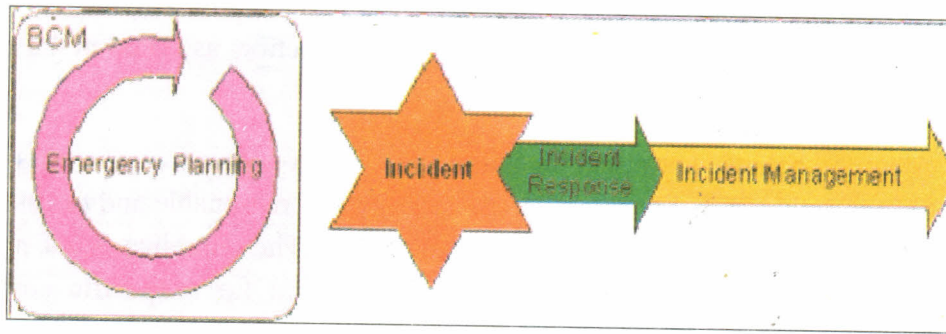 BCM
Emergency Planning
Incident
Incident
Response
Incident Management